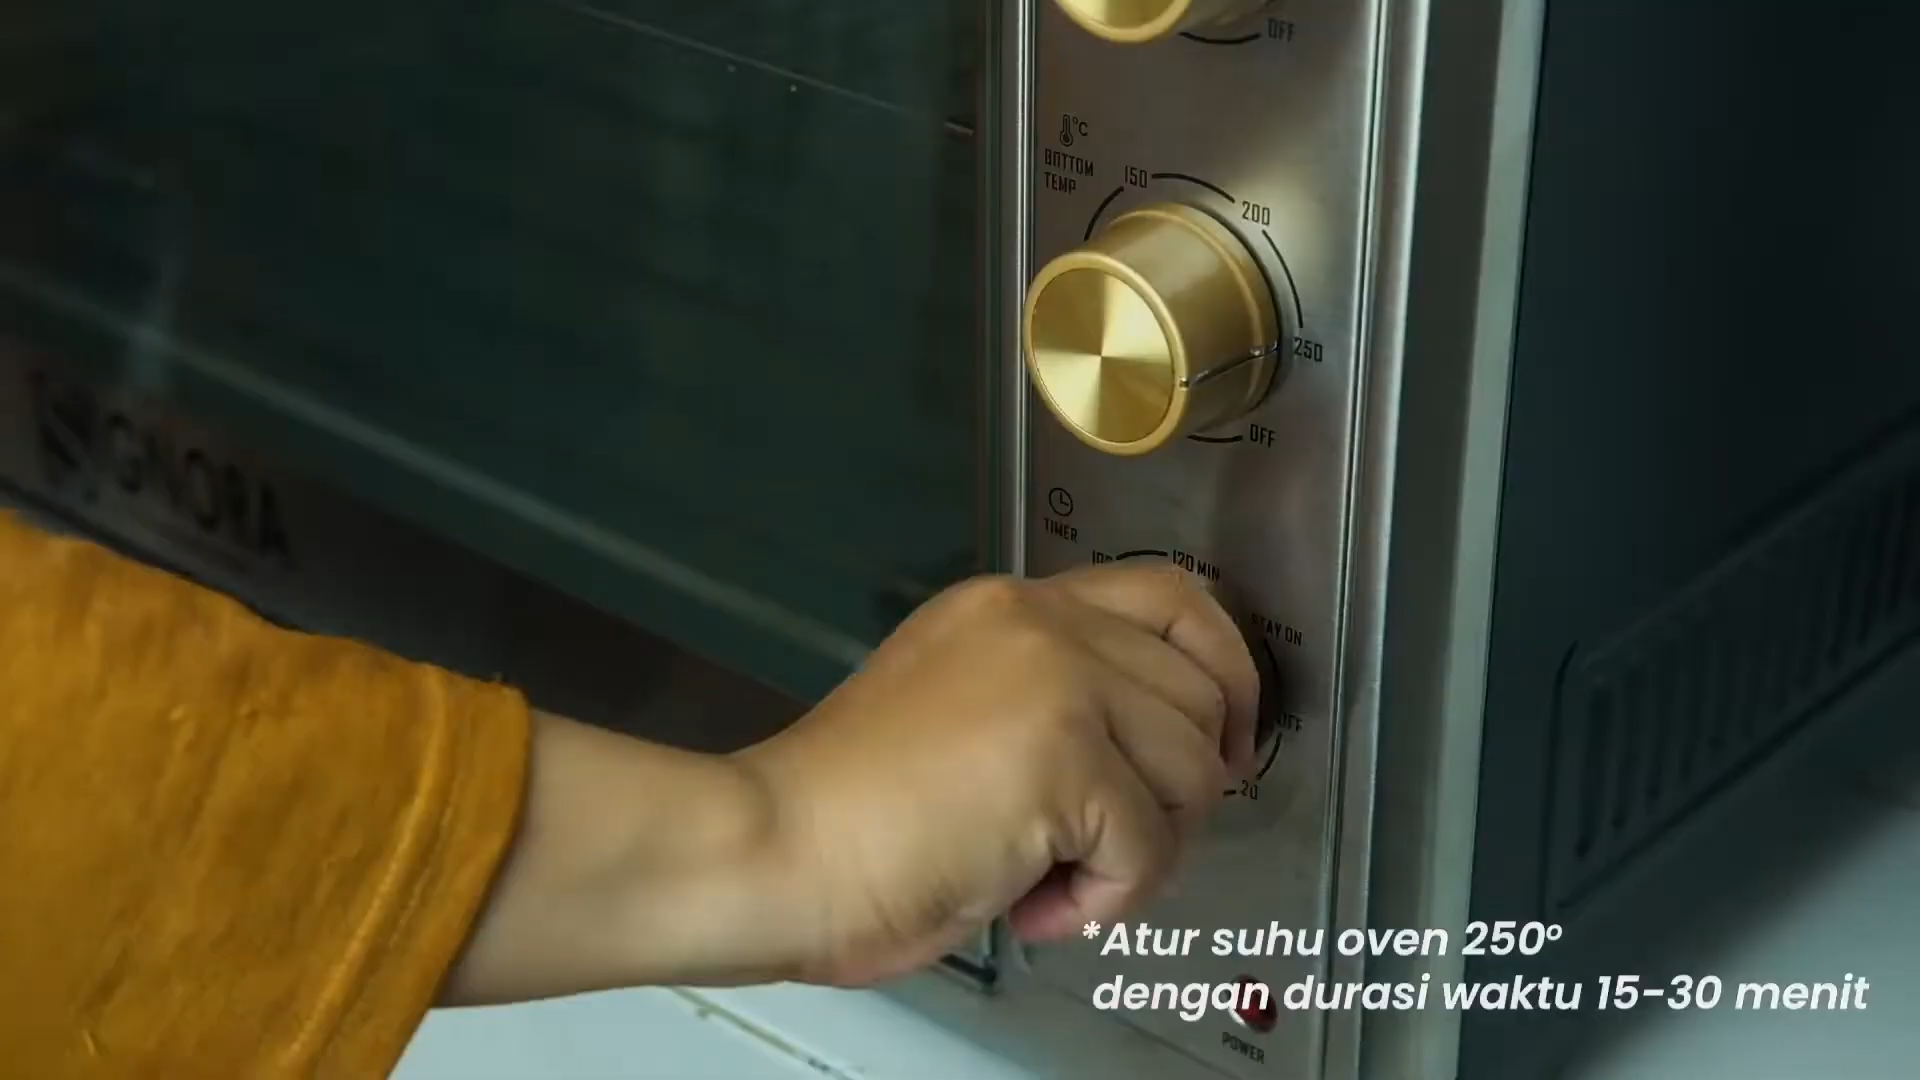 OFF
°C
BOTTOM
TEMP
150
200
250
OFF
TIMER
120 MIN
STAY ON
OFF
20
SIGNORA
*Atur suhu oven 250°
dengan durasi waktu 15-30 menit
POWER